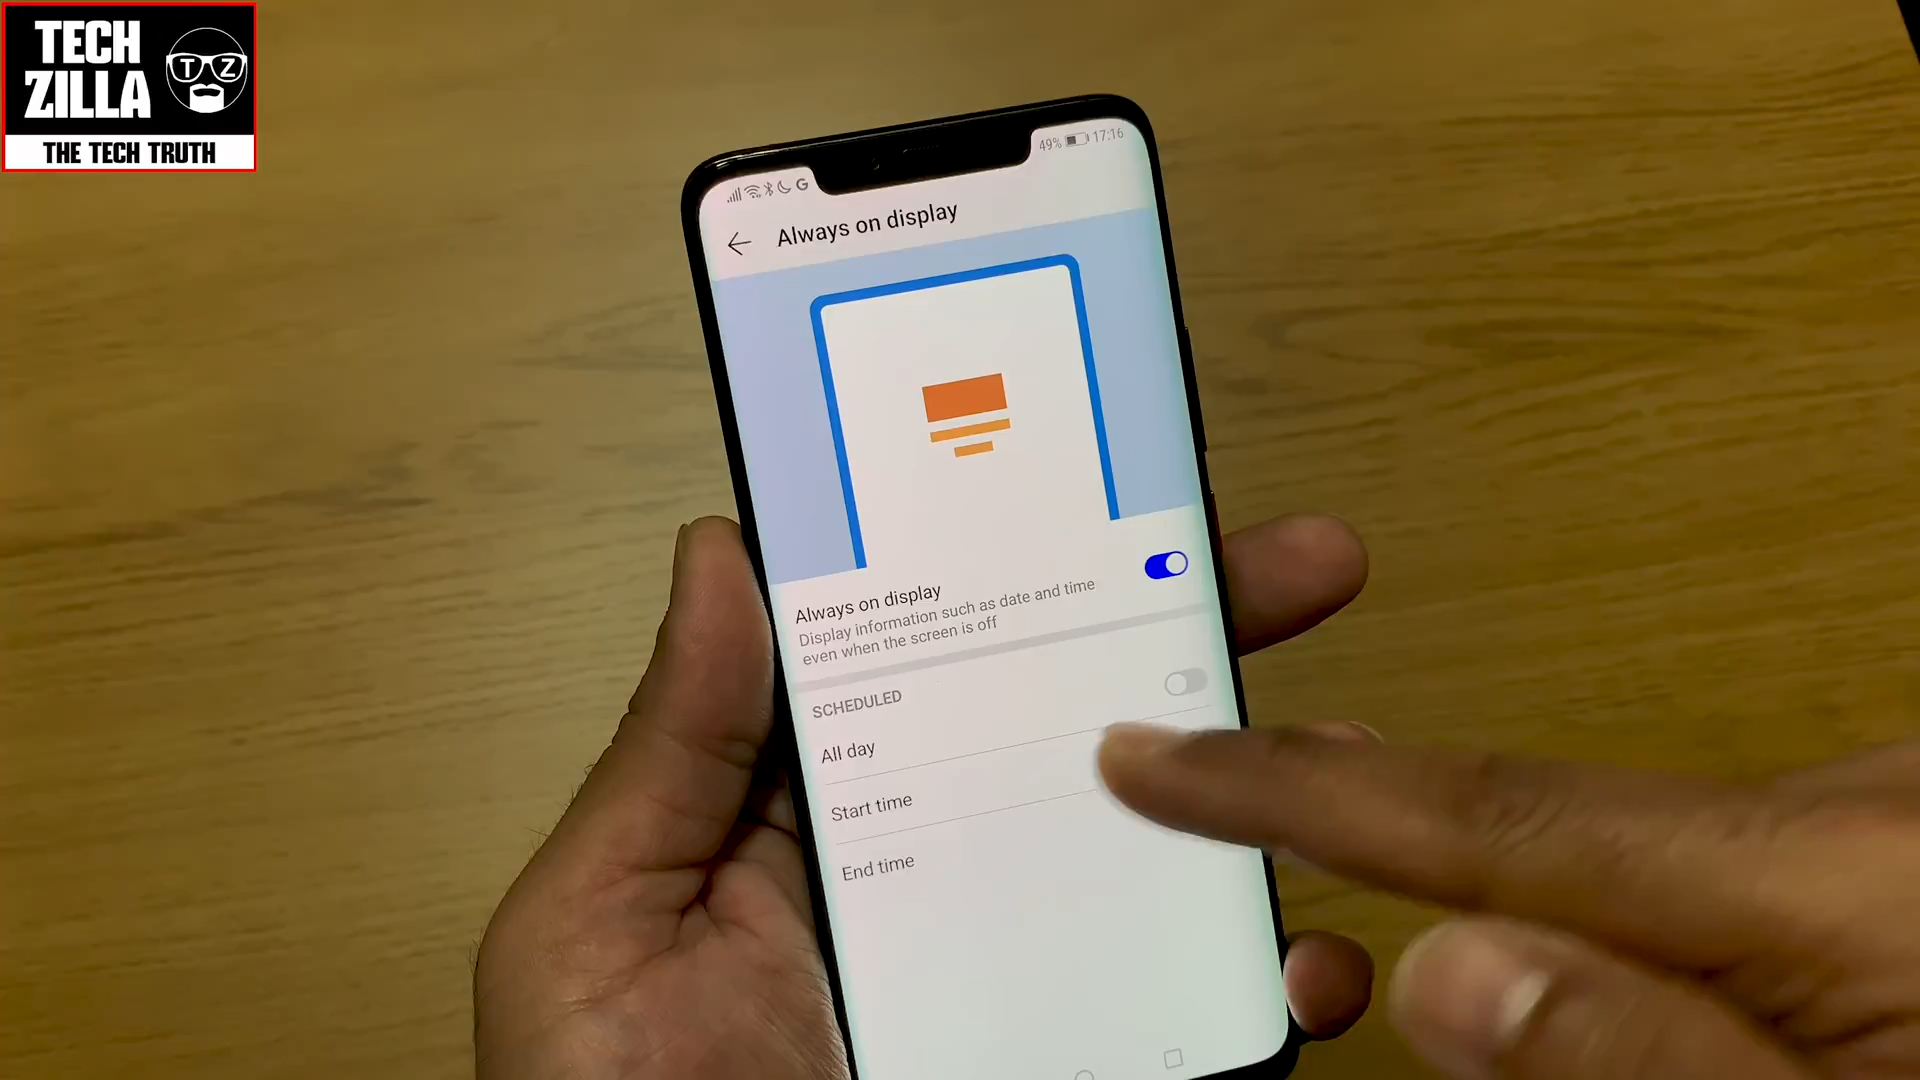 TECH
ZILLA
TZ
THE TECH TRUTH
G
49%
17:16
Always on display
Always on display
Display information such as date and time
even when the screen is off
SCHEDULED
All day
Start time
End time